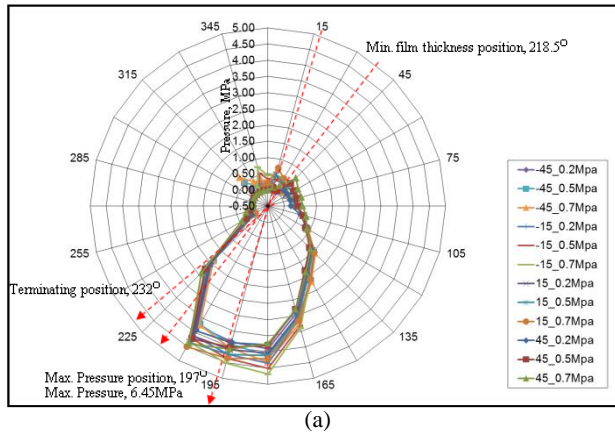 5.00
4.50
4.00
3.50
3.00
2.50
2.00
1.50
1.00
0.50
0.00
-0.50
Pressure, MPa
345
15
315
45
285
75
255
105
225
135
195
165
Min. film thickness position, 218.5O
Terminating position, 232O
Max. Pressure position, 197O
Max. Pressure, 6.45MPa
-45_0.2Mpa
-45_0.5Mpa
-45_0.7Mpa
-15_0.2Mpa
-15_0.5Mpa
-15_0.7Mpa
15_0.2Mpa
15_0.5Mpa
15_0.7Mpa
45_0.2Mpa
45_0.5Mpa
45_0.7Mpa
(a)